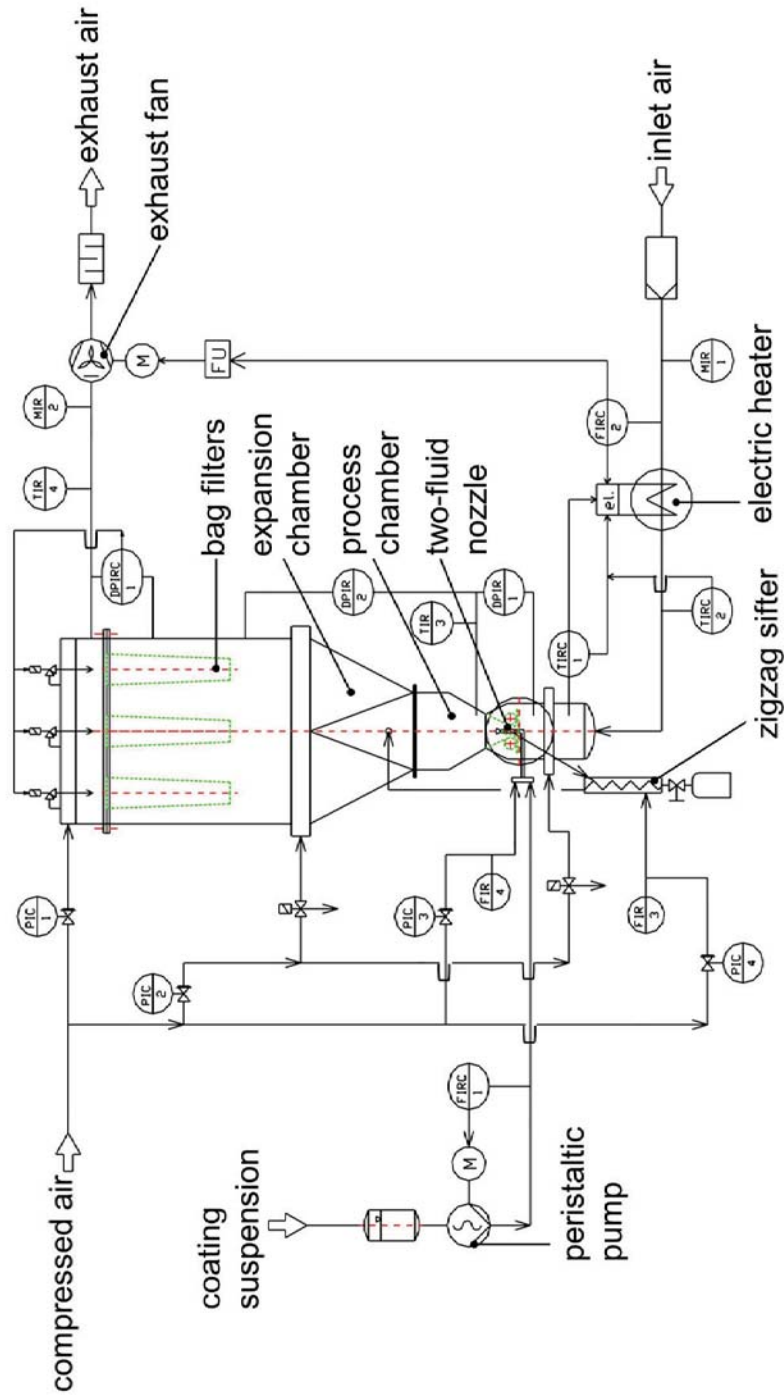 compressed air
coating
suspension
peristaltic
pump
M
FIRC
1
PIC
1
PIC
2
PIC
3
PIC
4
FIR
4
FIR
3
bag filters
expansion
chamber
process
chamber
two-fluid
nozzle
DPIRC
1
DPIR
2
DPIR
1
TIR
3
TIR
4
MIR
2
exhaust air
exhaust fan
M
FU
FIRC
2
el.
TIRC
1
TIRC
2
MIR
1
inlet air
electric heater
zigzag sifter